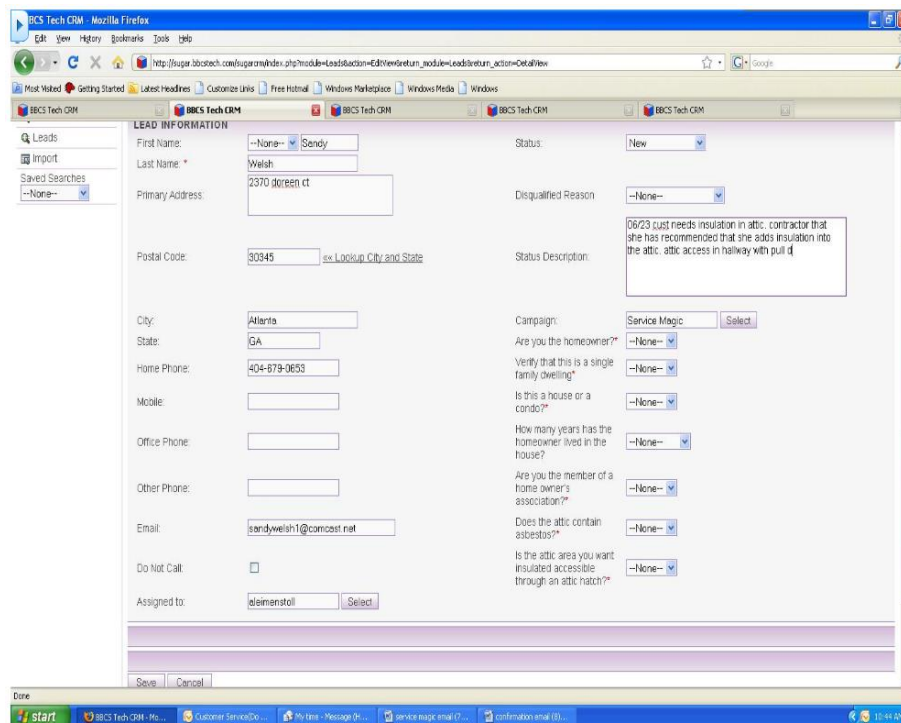 BCS Tech CRM - Mozilla Firefox
Edit View History Bookmarks Tools Help
http://sugar.bbcstech.com/sugarcrm/index.php?module=Leads&action=EditView&return_module=Leads&return_action=DetailView
Google
Most Visited Getting Started Latest Headlines Customize Links Free Hotmail Windows Marketplace Windows Media Windows
BBCS Tech CRM BBCS Tech CRM BBCS Tech CRM BBCS Tech CRM BBCS Tech CRM
Leads
Import
Saved Searches
--None--
LEAD INFORMATION
First Name: --None-- Sandy Status: New
Last Name: * Welsh
Primary Address: 2370 doreen ct Disqualified Reason --None--
Postal Code: 30345 << Lookup City and State Status Description: 06/23 cust needs insulation in attic. contractor that
she has recommended that she adds insulation into
the attic. attic access in hallway with pull d
City: Atlanta Campaign: Service Magic Select
State: GA Are you the homeowner?* --None--
Home Phone: 404-679-0653 Verify that this is a single
family dwelling* --None--
Mobile: Is this a house or a
condo?* --None--
Office Phone: How many years has the
homeowner lived in the
house? --None--
Other Phone: Are you the member of a
home owner's
association?* --None--
Email: sandywelsh1@comcast.net Does the attic contain
asbestos?* --None--
Do Not Call: Is the attic area you want
insulated accessible
through an attic hatch?* --None--
Assigned to: aleimenstoll Select
Save Cancel
Done
start BBCS Tech CRM - Mo... Customer Service(Do ... My time - Message (H... service magic email (7... confirmation email (8)... 10:44 AM